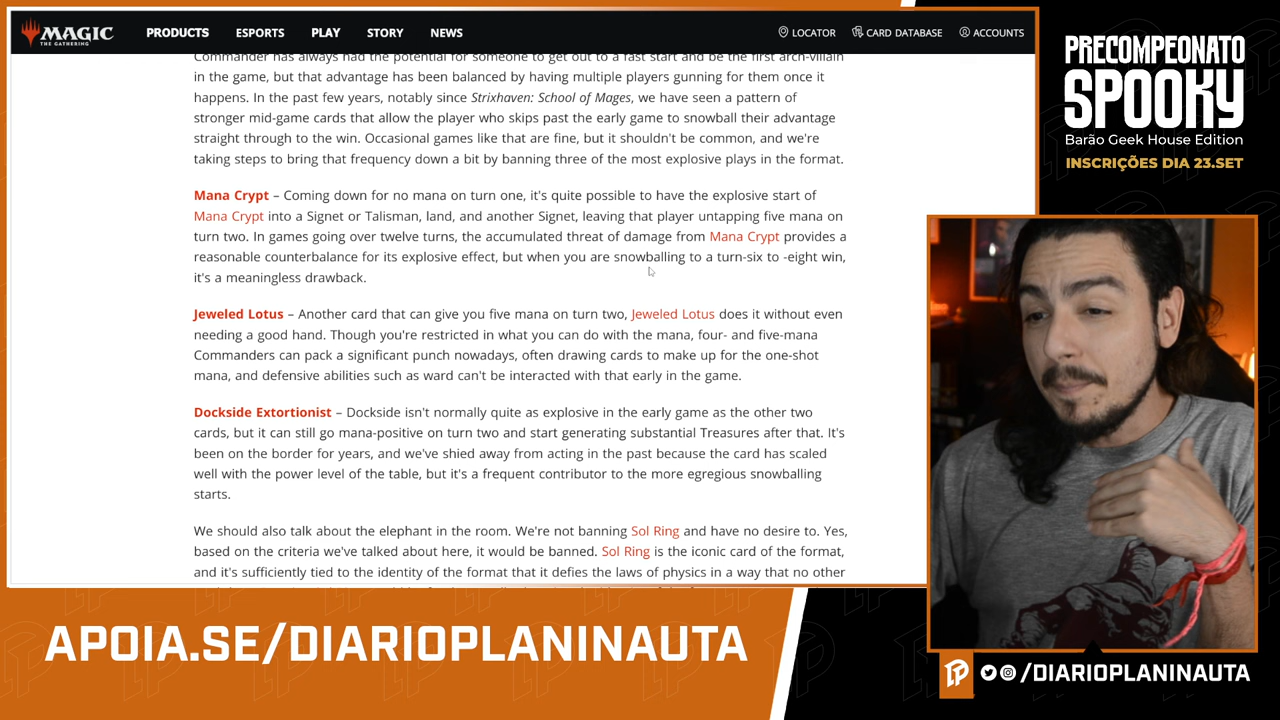 MAGIC
THE GATHERING
PRODUCTS
ESPORTS
PLAY
STORY
NEWS
LOCATOR
CARD DATABASE
ACCOUNTS
Commander has always had the potential for someone to get out to a fast start and be the first arch-villain
in the game, but that advantage has been balanced by having multiple players gunning for them once it
happens. In the past few years, notably since Strixhaven: School of Mages, we have seen a pattern of
stronger mid-game cards that allow the player who skips past the early game to snowball their advantage
straight through to the win. Occasional games like that are fine, but it shouldn't be common, and we're
taking steps to bring that frequency down a bit by banning three of the most explosive plays in the format.
Mana Crypt – Coming down for no mana on turn one, it's quite possible to have the explosive start of
Mana Crypt into a Signet or Talisman, land, and another Signet, leaving that player untapping five mana on
turn two. In games going over twelve turns, the accumulated threat of damage from Mana Crypt provides a
reasonable counterbalance for its explosive effect, but when you are snowballing to a turn-six to -eight win,
it's a meaningless drawback.
Jeweled Lotus – Another card that can give you five mana on turn two, Jeweled Lotus does it without even
needing a good hand. Though you're restricted in what you can do with the mana, four- and five-mana
Commanders can pack a significant punch nowadays, often drawing cards to make up for the one-shot
mana, and defensive abilities such as ward can't be interacted with that early in the game.
Dockside Extortionist – Dockside isn't normally quite as explosive in the early game as the other two
cards, but it can still go mana-positive on turn two and start generating substantial Treasures after that. It's
been on the border for years, and we've shied away from acting in the past because the card has scaled
well with the power level of the table, but it's a frequent contributor to the more egregious snowballing
starts.
We should also talk about the elephant in the room. We're not banning Sol Ring and have no desire to. Yes,
based on the criteria we've talked about here, it would be banned. Sol Ring is the iconic card of the format,
and it's sufficiently tied to the identity of the format that it defies the laws of physics in a way that no other
PRECOMPEONATO
SPOOKY
Barão Geek House Edition
INSCRIÇÕES DIA 23.SET
APOIA.SE/DIARIOPLANINAUTA
/DIARIOPLANINAUTA